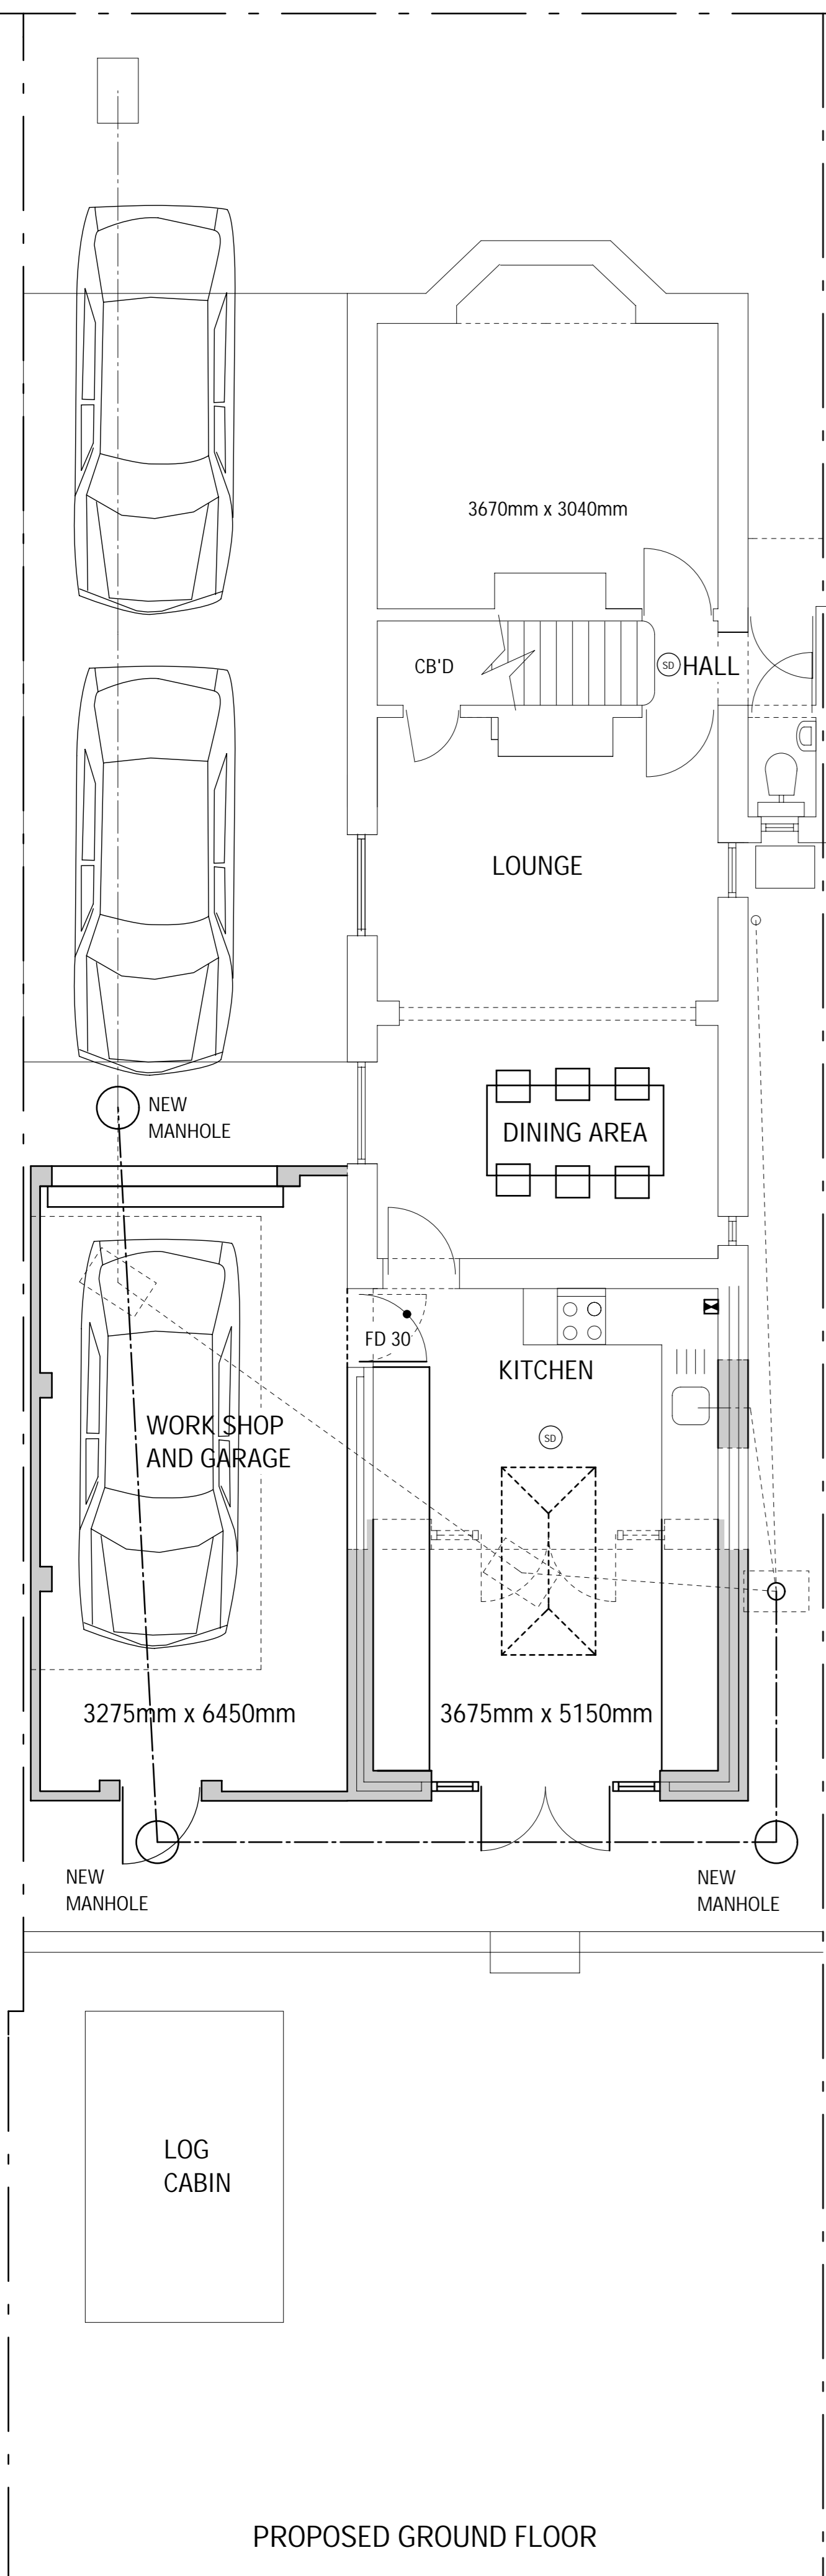 3670mm x 3040mm
CB'D
SD
HALL
LOUNGE
NEW
MANHOLE
DINING AREA
FD 30
KITCHEN
WORK SHOP
AND GARAGE
SD
3275mm x 6450mm
3675mm x 5150mm
NEW
MANHOLE
NEW
MANHOLE
LOG
CABIN
PROPOSED GROUND FLOOR